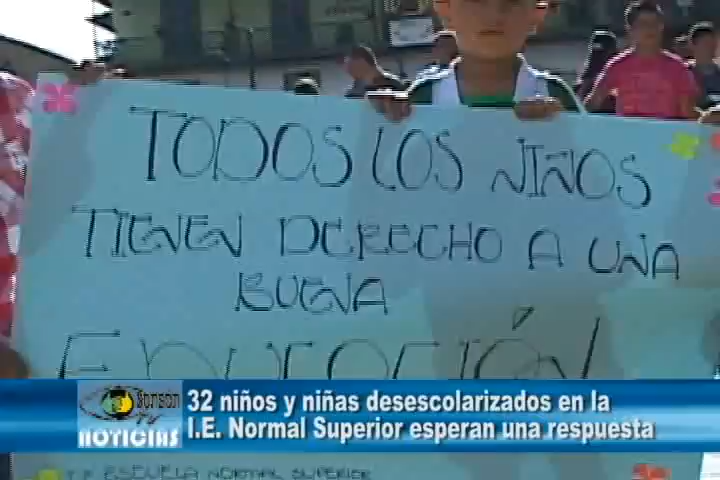 TODOS LOS NIÑOS
TIENEN DERECHO A UNA
BUENA
EDUCACIÓN
Sonson
TV
NOTICIAS
32 niños y niñas desescolarizados en la
I.E. Normal Superior esperan una respuesta
ESCUELA NORMAL SUPERIOR